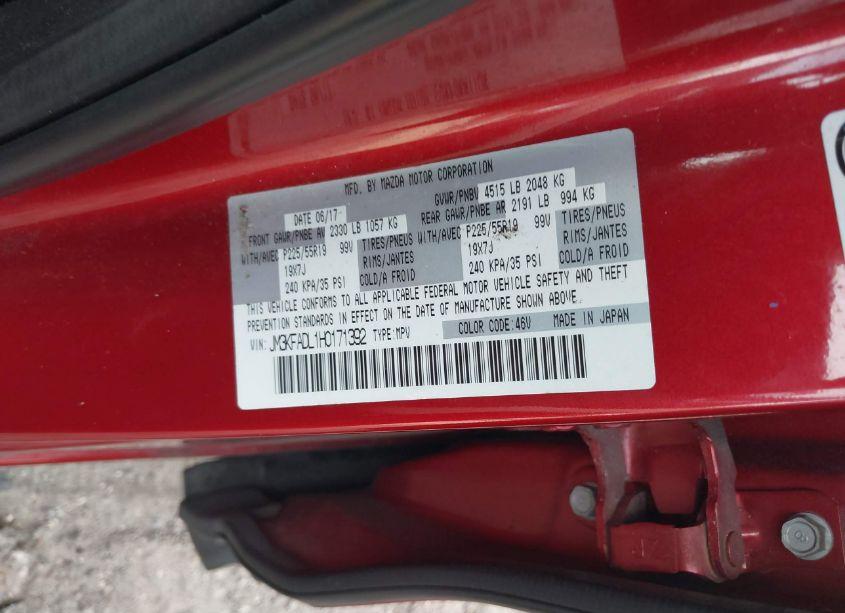 MFD. BY MAZDA MOTOR CORPORATION
DATE 06/17 GVWR/PNBV 4515 LB 2048 KG
FRONT GAWR/PNBE AV 2330 LB 1057 KG REAR GAWR/PNBE AR 2191 LB 994 KG
WITH/AVEC P225/55R19 99V TIRES/PNEUS WITH/AVEC P225/55R19 99V TIRES/PNEUS
19X7J RIMS/JANTES 19X7J RIMS/JANTES
240 KPA/35 PSI COLD/A FROID 240 KPA/35 PSI COLD/A FROID
THIS VEHICLE CONFORMS TO ALL APPLICABLE FEDERAL MOTOR VEHICLE SAFETY AND THEFT
PREVENTION STANDARDS IN EFFECT ON THE DATE OF MANUFACTURE SHOWN ABOVE.
VIN: JM3KFADL1H0171392 TYPE:MPV COLOR CODE:46V MADE IN JAPAN
8